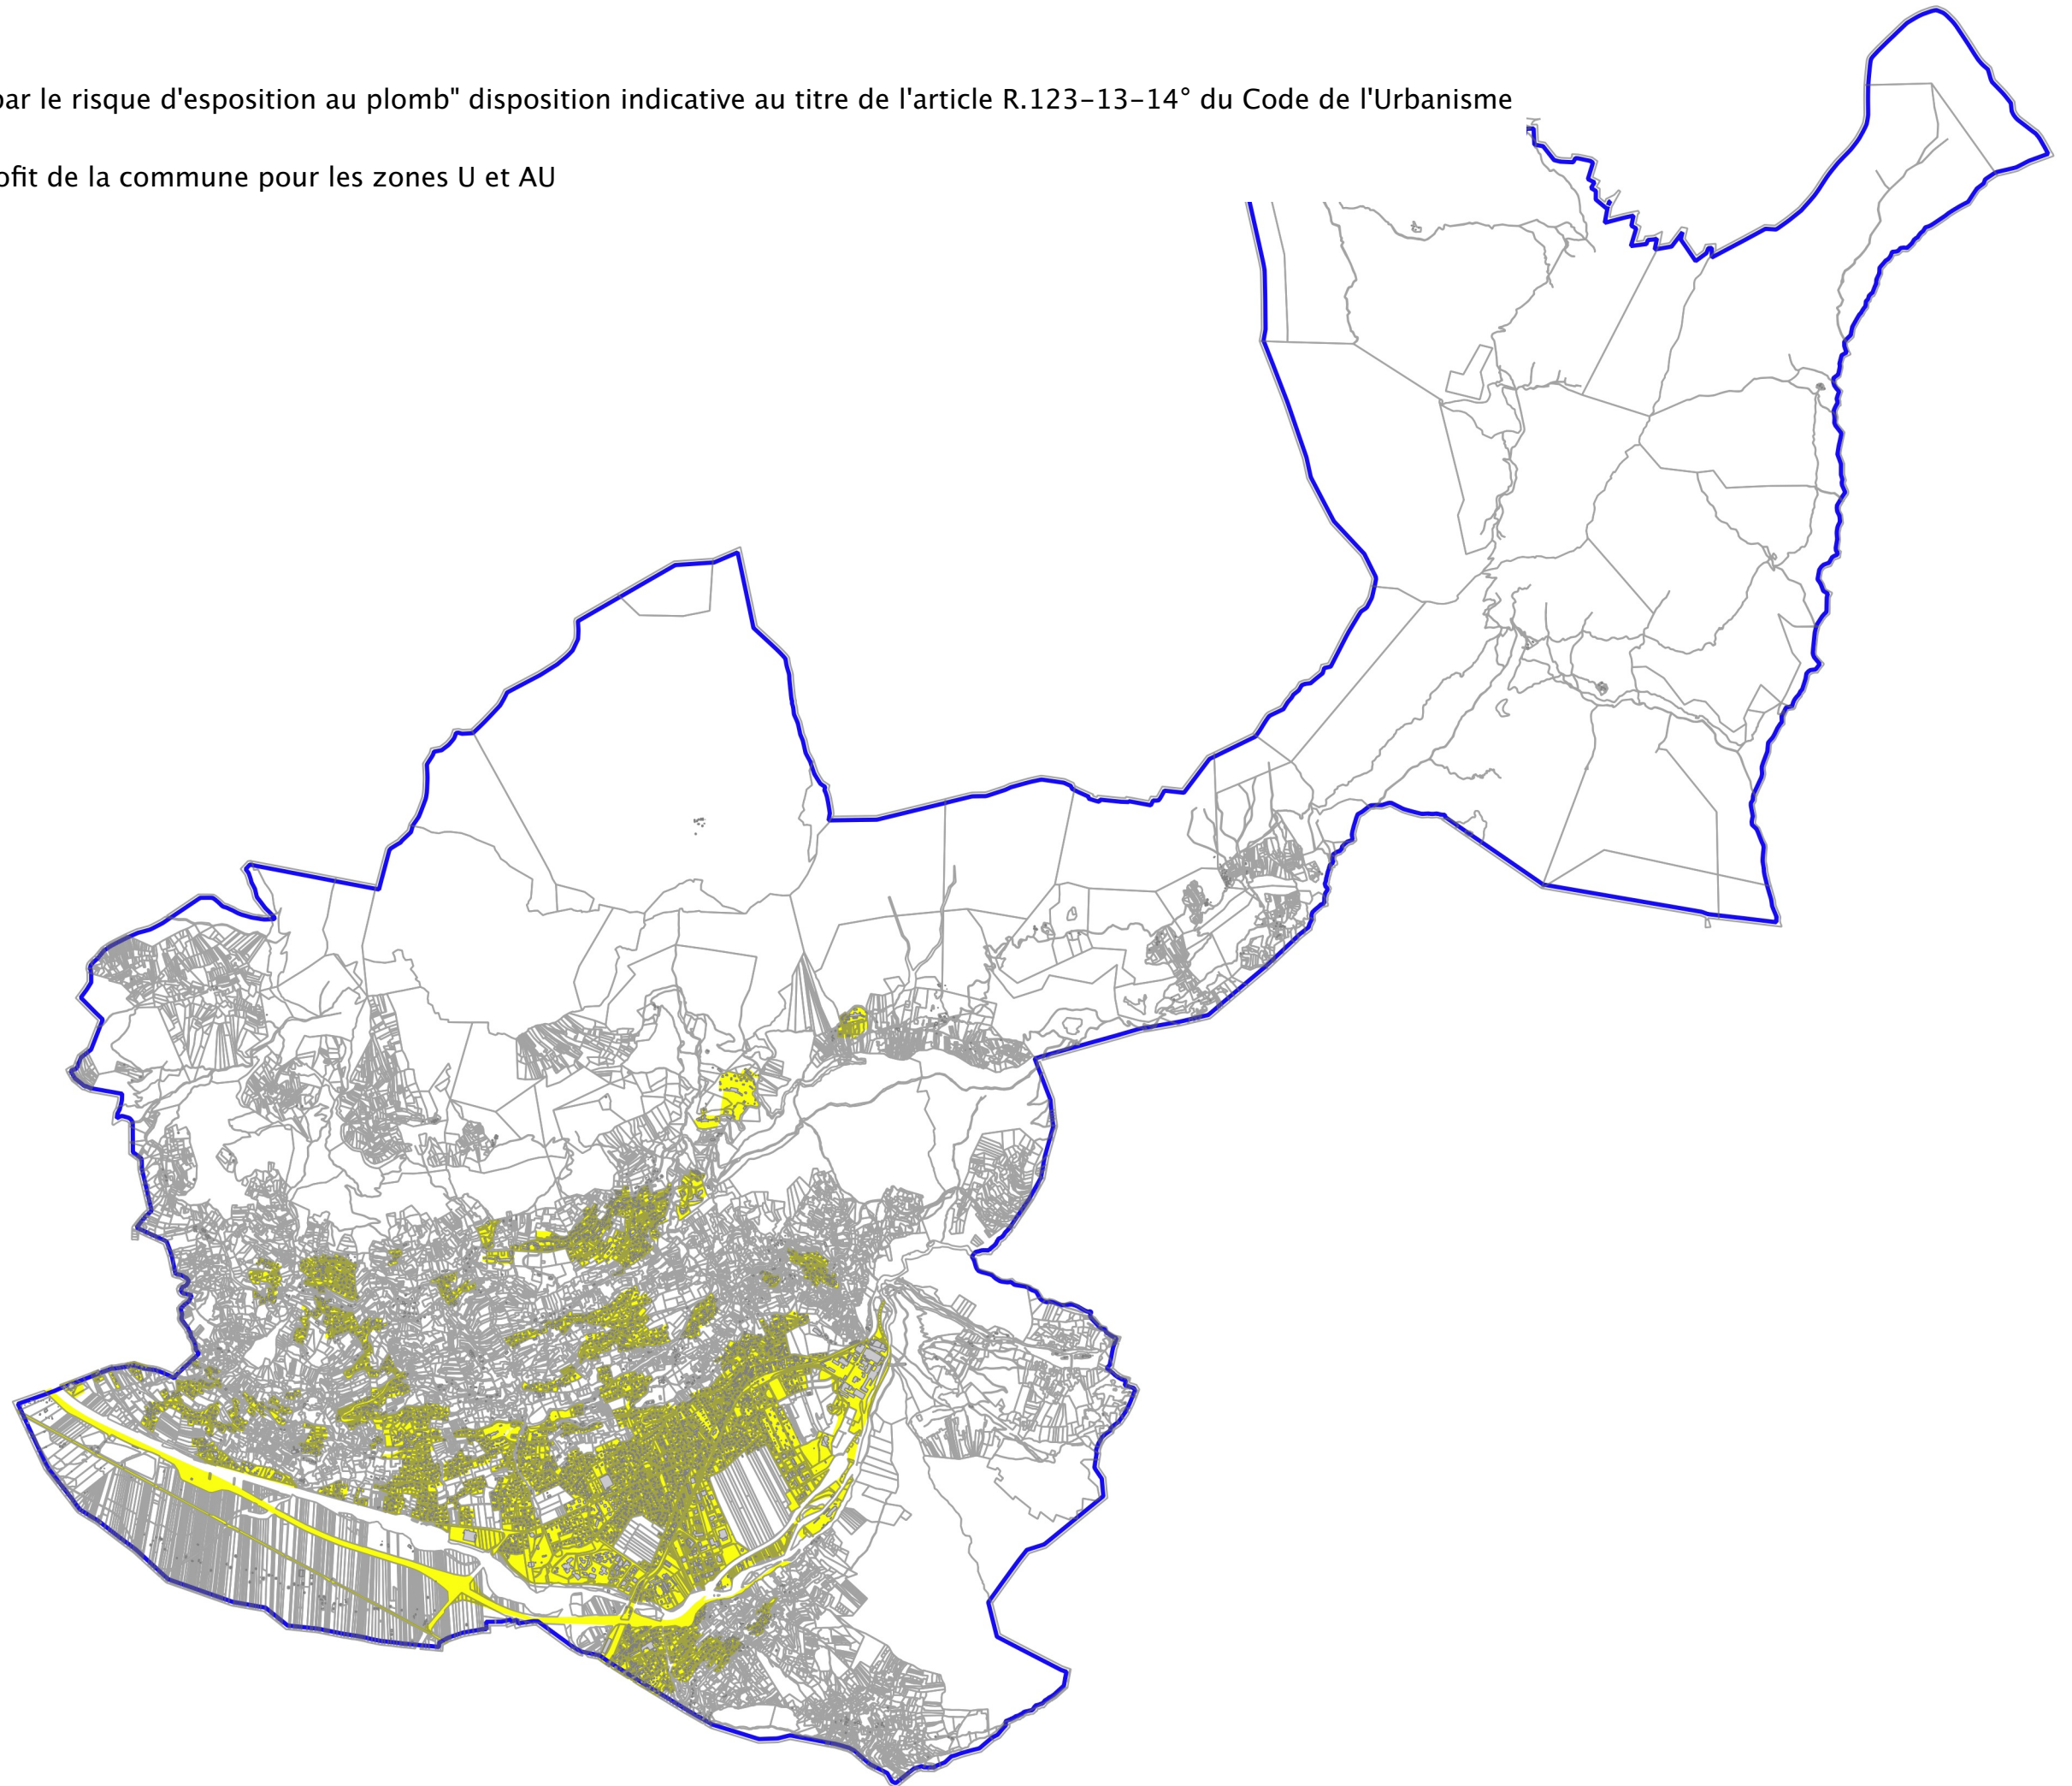 par le risque d'esposition au plomb" disposition indicative au titre de l'article R.123-13-14° du Code de l'Urbanisme
ofit de la commune pour les zones U et AU